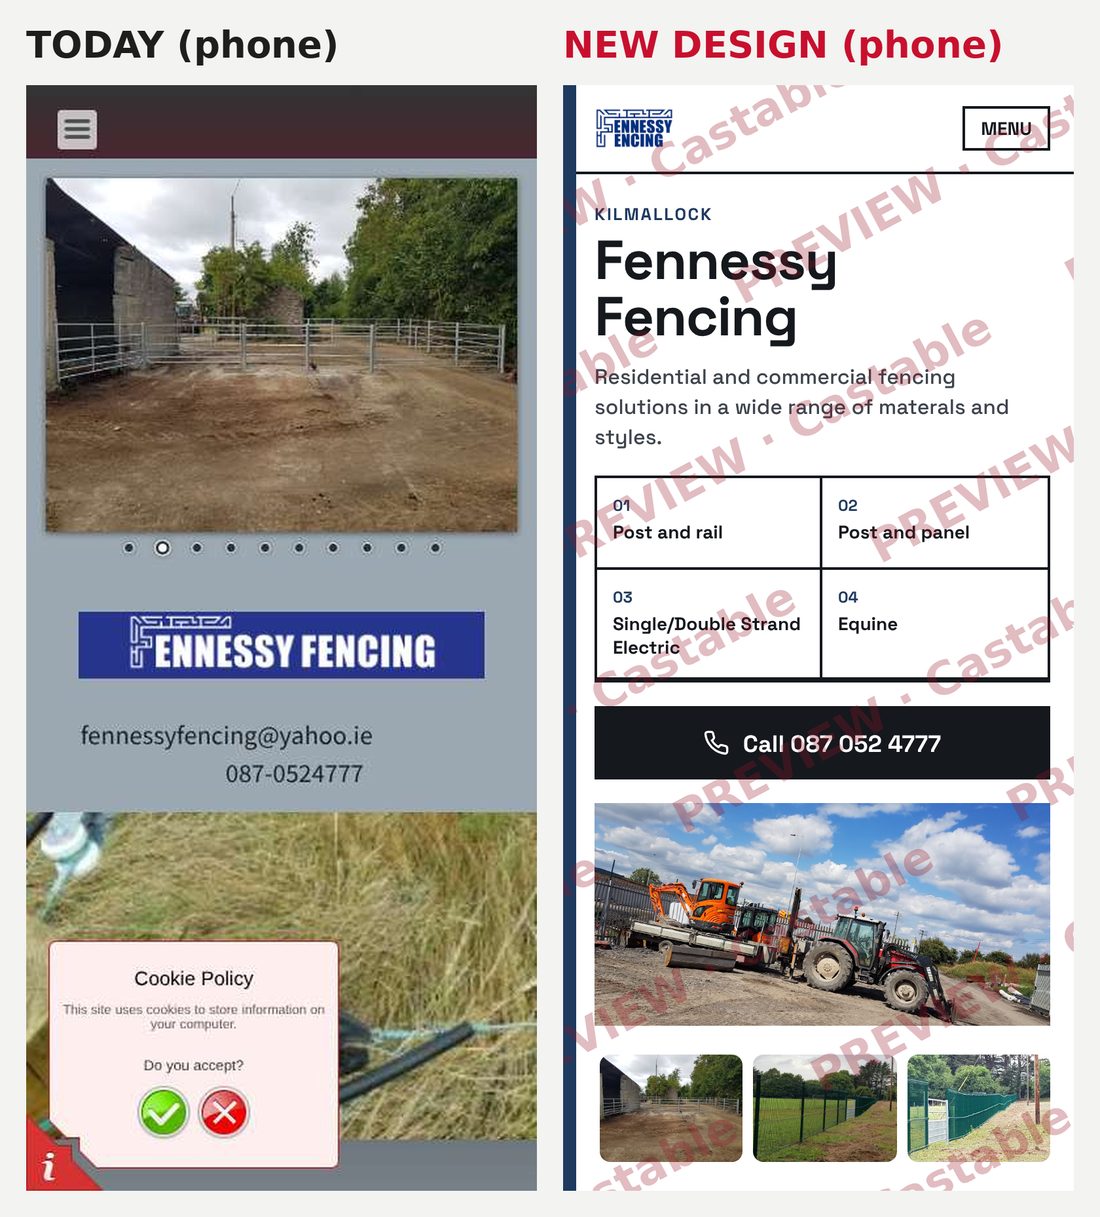 TODAY (phone)
FENNESSY FENCING
fennessyfencing@yahoo.ie
087-0524777
Cookie Policy
This site uses cookies to store information on
your computer.
Do you accept?
i
NEW DESIGN (phone)
FENNESSY
FENCING
MENU
KILMALLOCK
Fennessy
Fencing
Residential and commercial fencing
solutions in a wide range of materals and
styles.
01
Post and rail
02
Post and panel
03
Single/Double Strand
Electric
04
Equine
Call 087 052 4777
PREVIEW · Castable